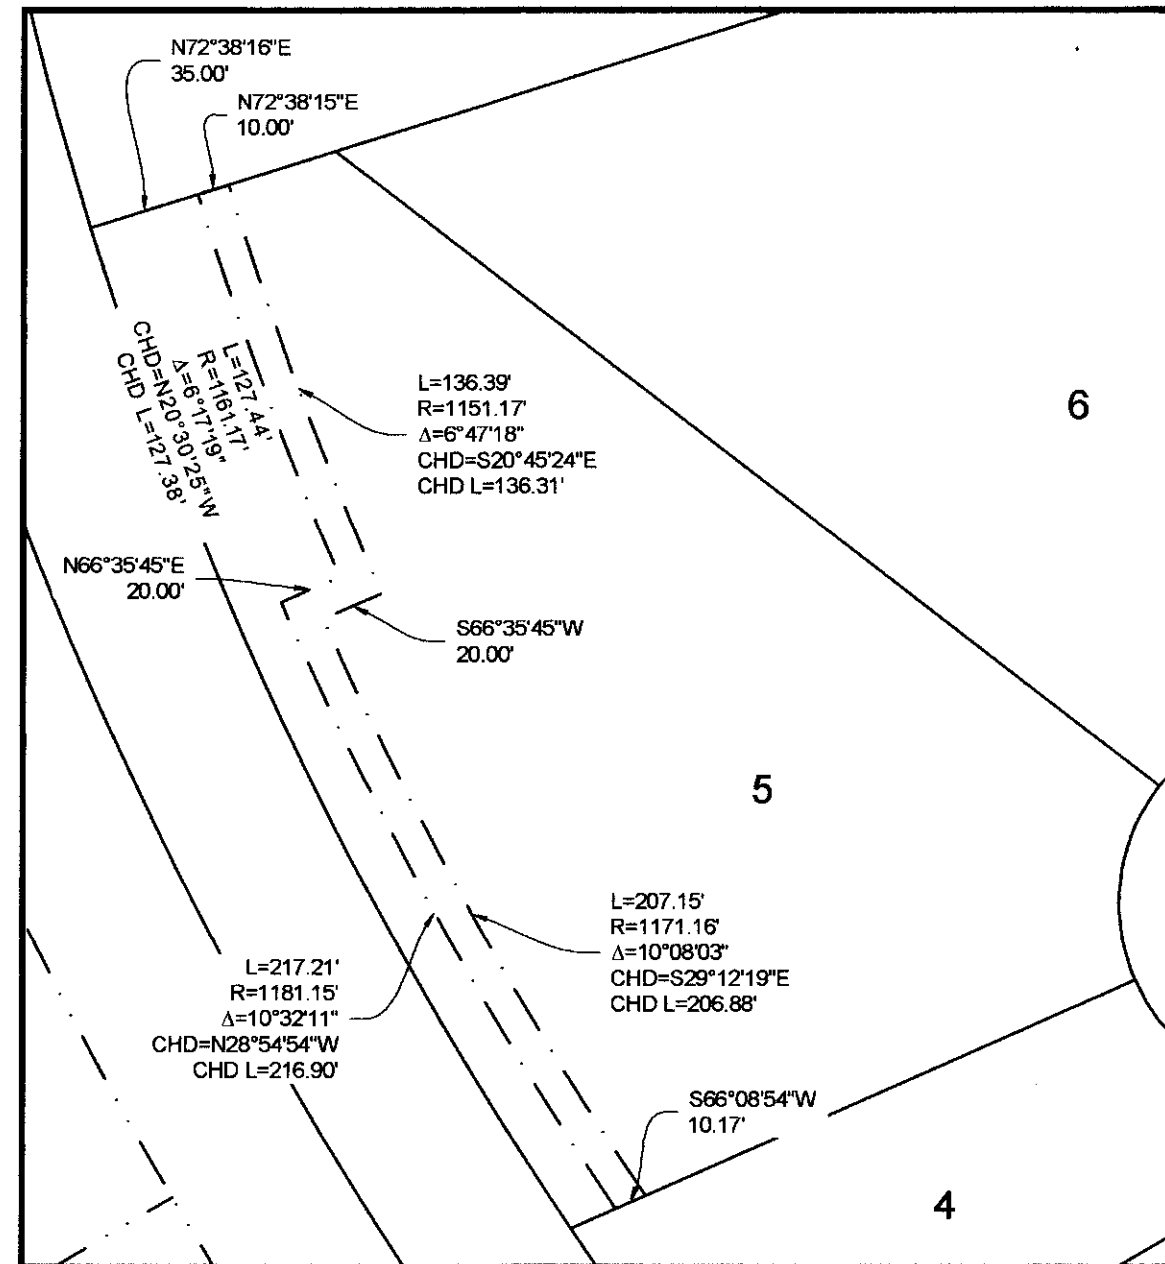 N72°38'16"E
35.00'
N72°38'15"E
10.00'
L=127.44'
R=1161.17'
Δ=6°17'19"
CHD=N20°30'25"W
CHD L=127.38'
L=136.39'
R=1151.17'
Δ=6°47'18"
CHD=S20°45'24"E
CHD L=136.31'
6
N66°35'45"E
20.00'
S66°35'45"W
20.00'
5
L=207.15'
R=1171.16'
Δ=10°08'03"
CHD=S29°12'19"E
CHD L=206.88'
L=217.21'
R=1181.15'
Δ=10°32'11"
CHD=N28°54'54"W
CHD L=216.90'
S66°08'54"W
10.17'
4